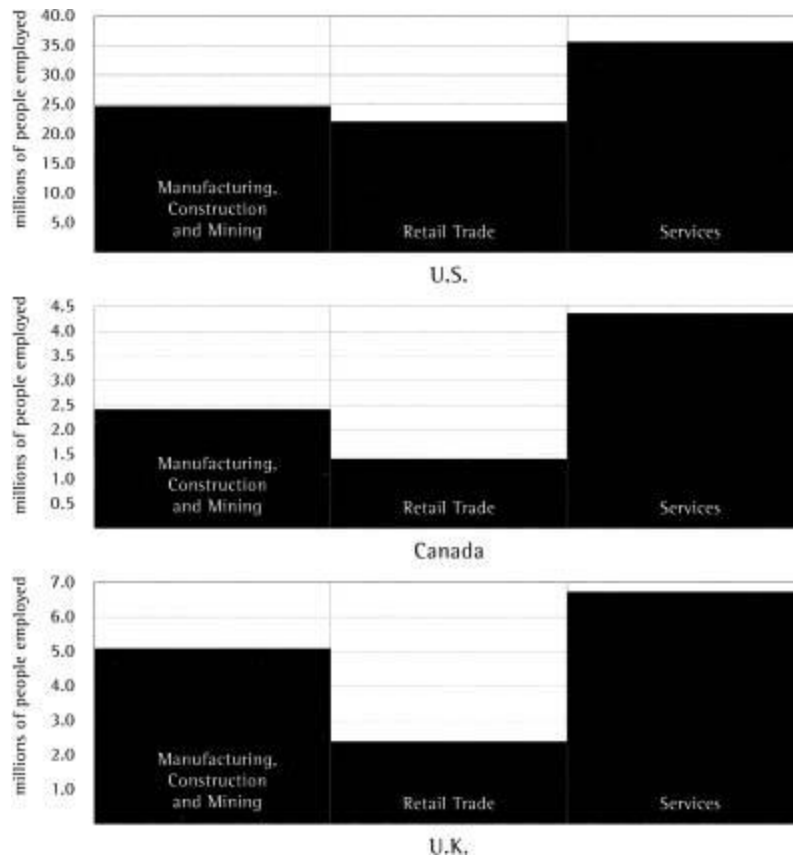 millions of people employed
40.0
35.0
30.0
25.0
20.0
15.0
10.0
5.0
Manufacturing,
Construction
and Mining
Retail Trade
Services
U.S.
millions of people employed
4.5
4.0
3.5
3.0
2.5
2.0
1.5
1.0
0.5
Manufacturing,
Construction
and Mining
Retail Trade
Services
Canada
millions of people employed
7.0
6.0
5.0
4.0
3.0
2.0
1.0
Manufacturing,
Construction
and Mining
Retail Trade
Services
U.K.